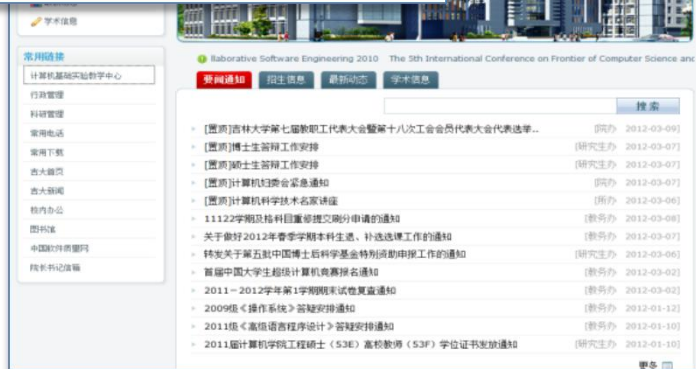 学术信息
常用链接
计算机基础实验教学中心
行政管理
科研管理
常用电话
常用下载
吉大首页
吉大新闻
校内办公
图书馆
中国软件质量网
院长书记信箱
llaborative Software Engineering 2010 The 5th International Conference on Frontier of Computer Science and
要闻通知 招生信息 最新动态 学术信息
搜索
[置顶]吉林大学第七届教职工代表大会暨第十八次工会会员代表大会代表选举... [院办 2012-03-09]
[置顶]博士生答辩工作安排 [研究生办 2012-03-07]
[置顶]硕士生答辩工作安排 [研究生办 2012-03-07]
[置顶]计算机妇委会紧急通知 [院办 2012-03-07]
[置顶]计算机科学技术名家讲座 [所办 2012-03-06]
11122学期及格科目重修提交刷分申请的通知 [教务办 2012-03-08]
关于做好2012年春季学期本科生退、补选选课工作的通知 [教务办 2012-03-07]
转发关于第五批中国博士后科学基金特别资助申报工作的通知 [研究生办 2012-03-06]
首届中国大学生超级计算机竞赛报名通知 [教务办 2012-03-02]
2011－2012学年第1学期期末试卷复查通知 [教务办 2012-03-02]
2009级《操作系统》答疑安排通知 [教务办 2012-01-12]
2011级《高级语言程序设计》答疑安排通知 [教务办 2012-01-10]
2011届计算机学院工程硕士（53E）高校教师（53F）学位证书发放通知 [研究生办 2012-01-10]
更多